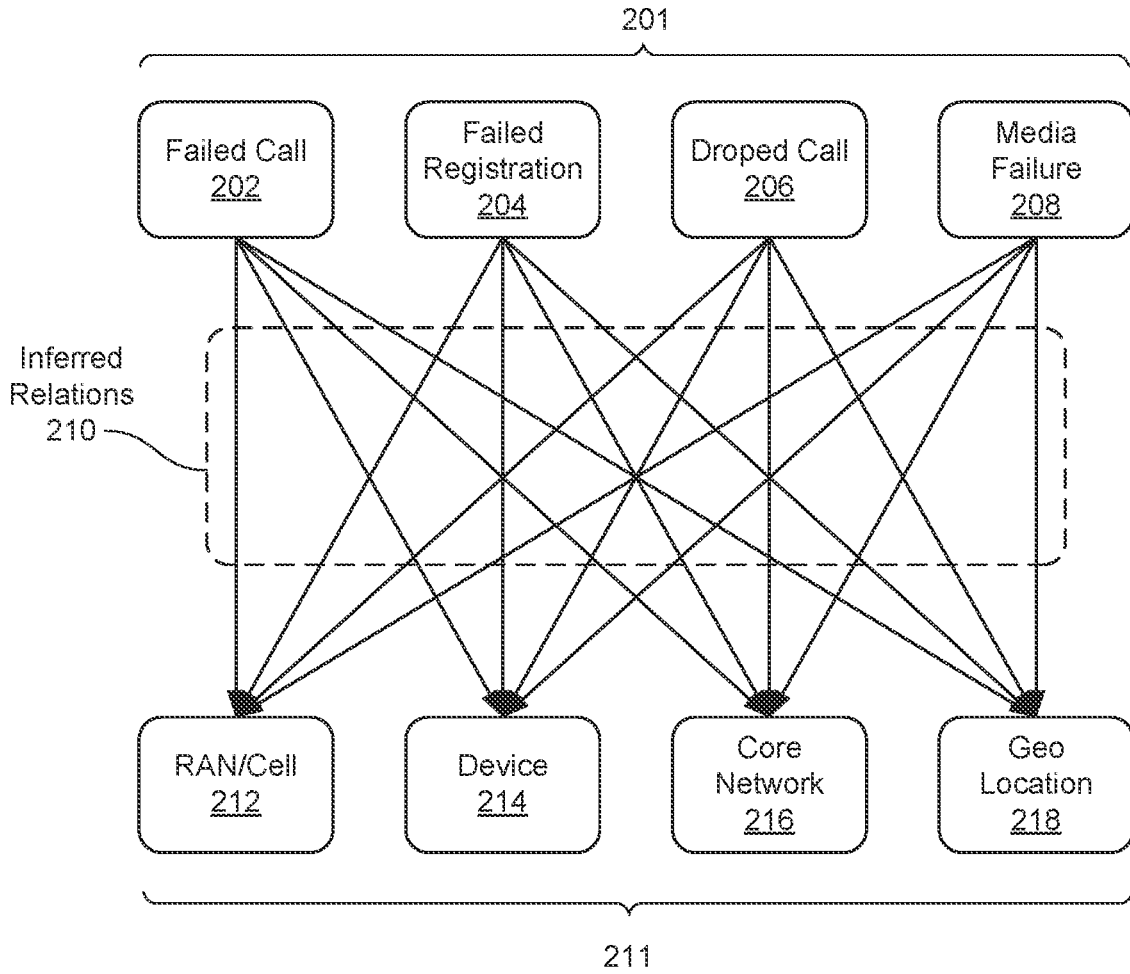 201
Failed Call
202
Failed
Registration
204
Droped Call
206
Media
Failure
208
Inferred
Relations
210
RAN/Cell
212
Device
214
Core
Network
216
Geo
Location
218
211